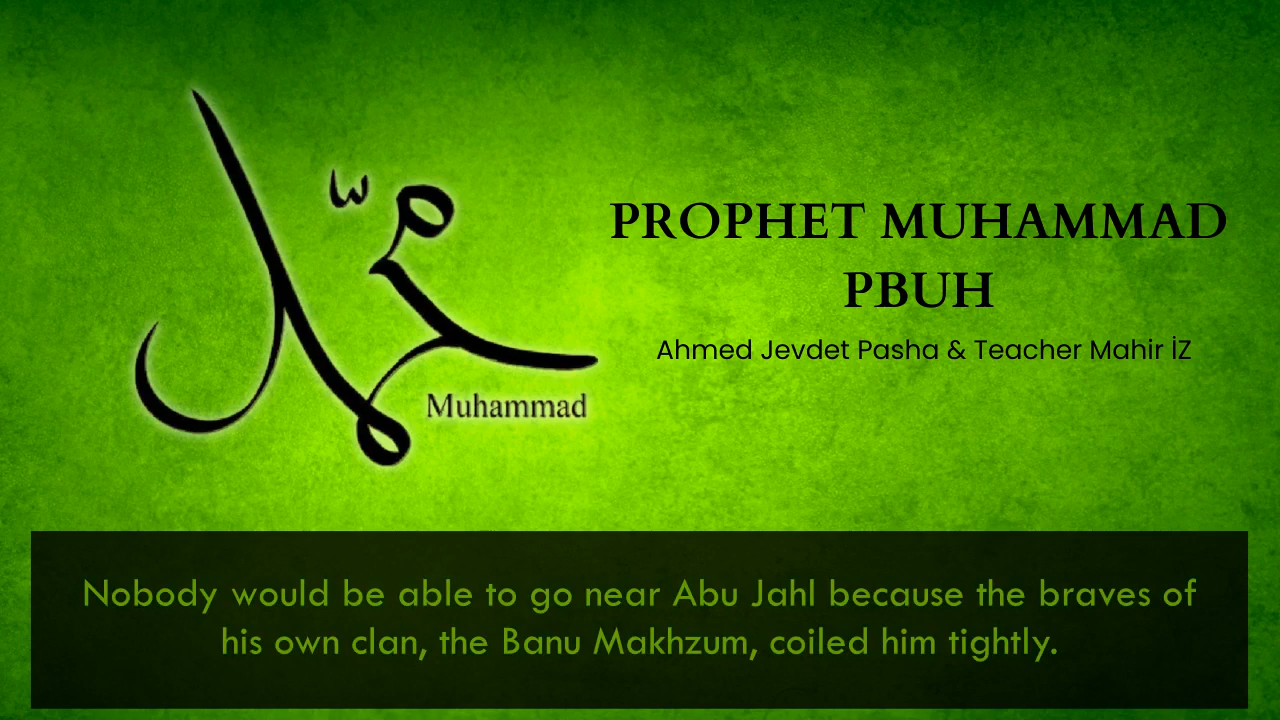 محمد
Muhammad
PROPHET MUHAMMAD
PBUH
Ahmed Jevdet Pasha & Teacher Mahir İZ
Nobody would be able to go near Abu Jahl because the braves of
his own clan, the Banu Makhzum, coiled him tightly.